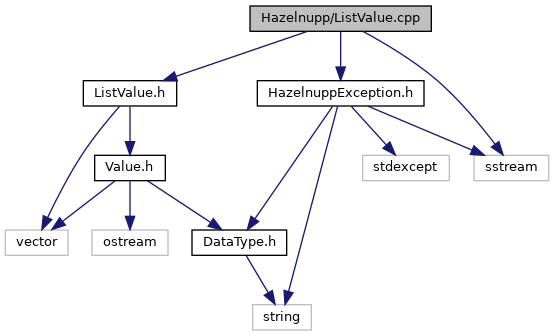 Hazelnupp/ListValue.cpp
ListValue.h
HazelnuppException.h
Value.h
stdexcept
sstream
vector
ostream
DataType.h
string